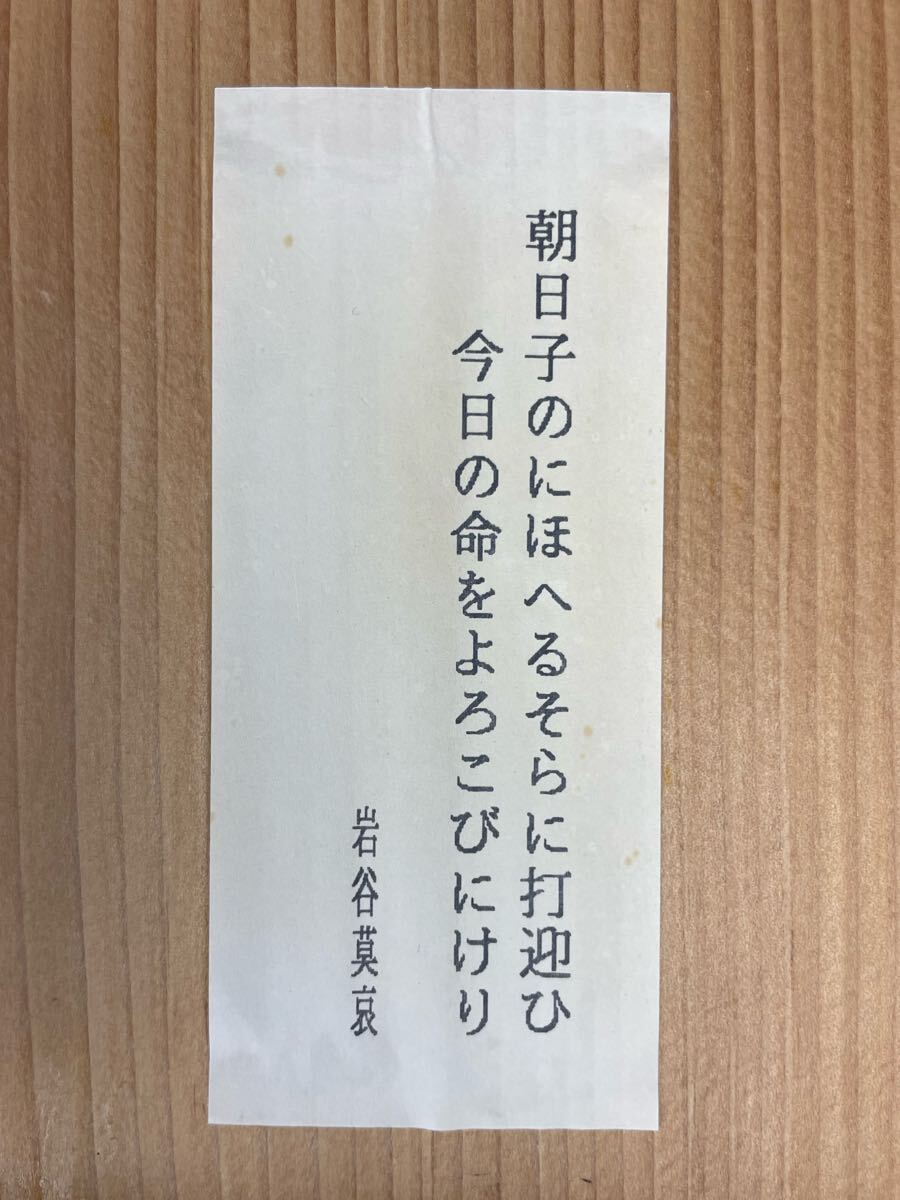 朝日子のにほへるそらに打迎ひ
今日の命をよろこびにけり
岩谷莫哀